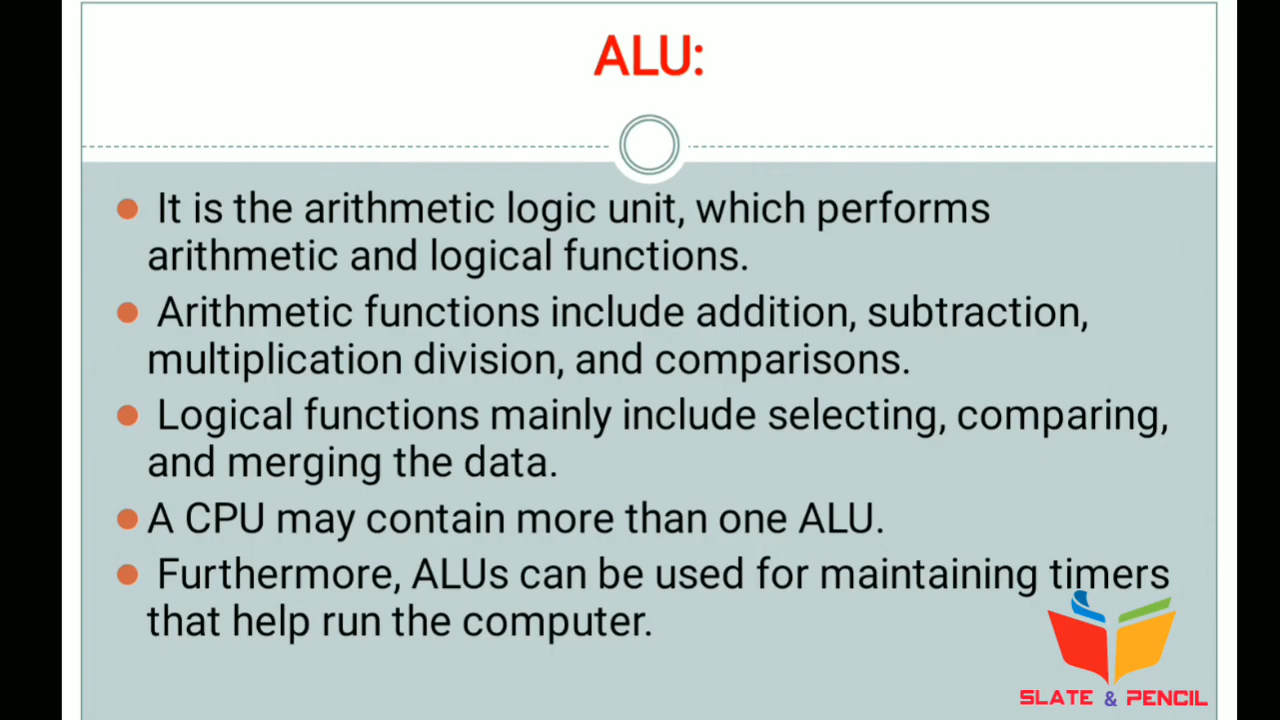 ALU:
It is the arithmetic logic unit, which performs
arithmetic and logical functions.
Arithmetic functions include addition, subtraction,
multiplication division, and comparisons.
Logical functions mainly include selecting, comparing,
and merging the data.
A CPU may contain more than one ALU.
Furthermore, ALUs can be used for maintaining timers
that help run the computer.
SLATE & PENCIL